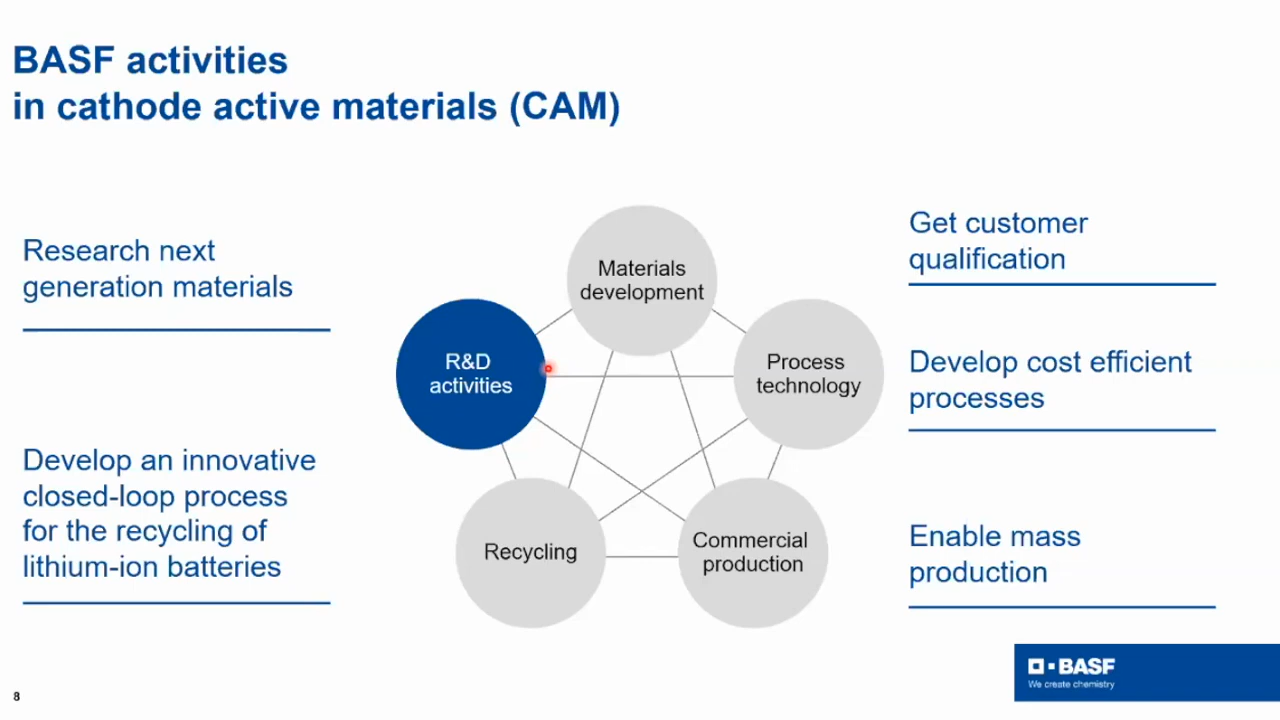 BASF activities
in cathode active materials (CAM)
Research next
generation materials
Develop an innovative
closed-loop process
for the recycling of
lithium-ion batteries
Materials
development
R&D
activities
Process
technology
Recycling
Commercial
production
Get customer
qualification
Develop cost efficient
processes
Enable mass
production
8
BASF
We create chemistry